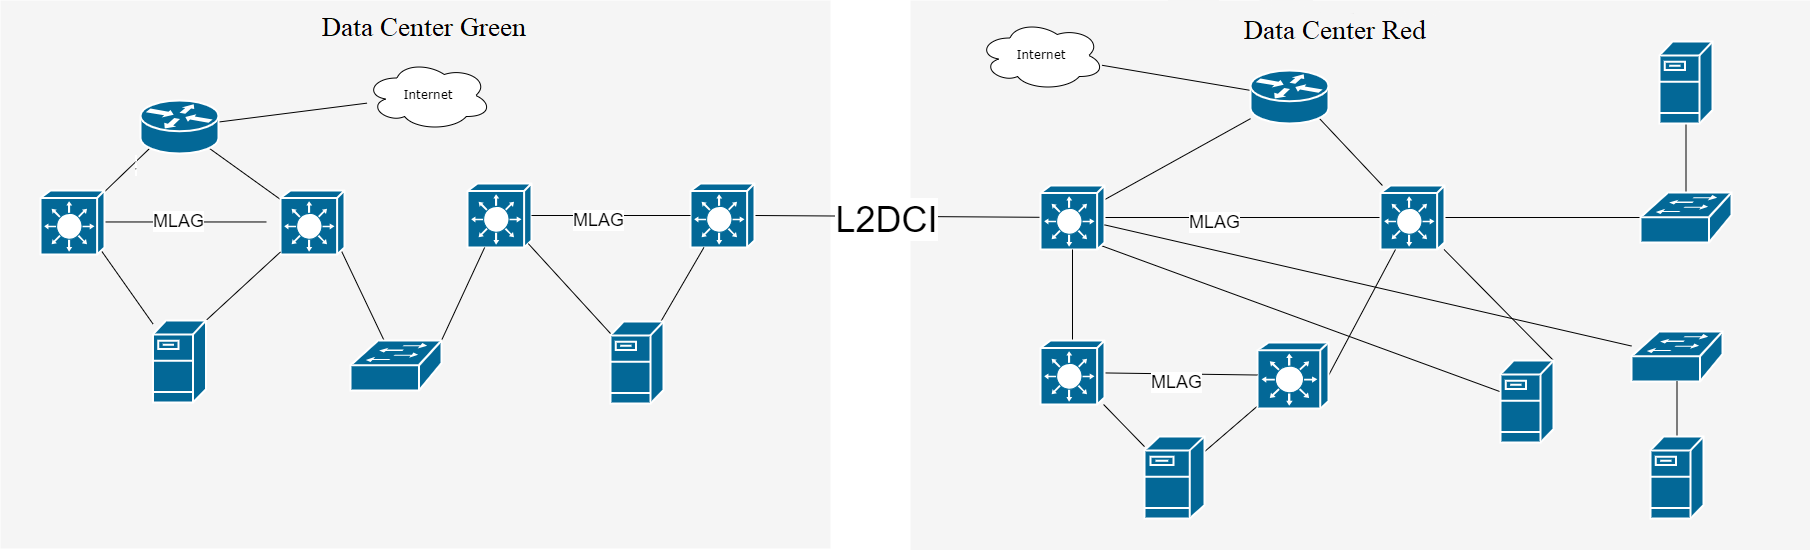 Data Center Green
Internet
MLAG
MLAG
L2DCI
Data Center Red
Internet
MLAG
MLAG